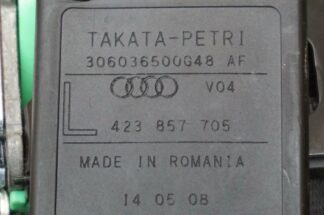 TAKATA-PETRI
306036500G48 AF
V04
L 423 857 705
MADE IN ROMANIA
14 05 08